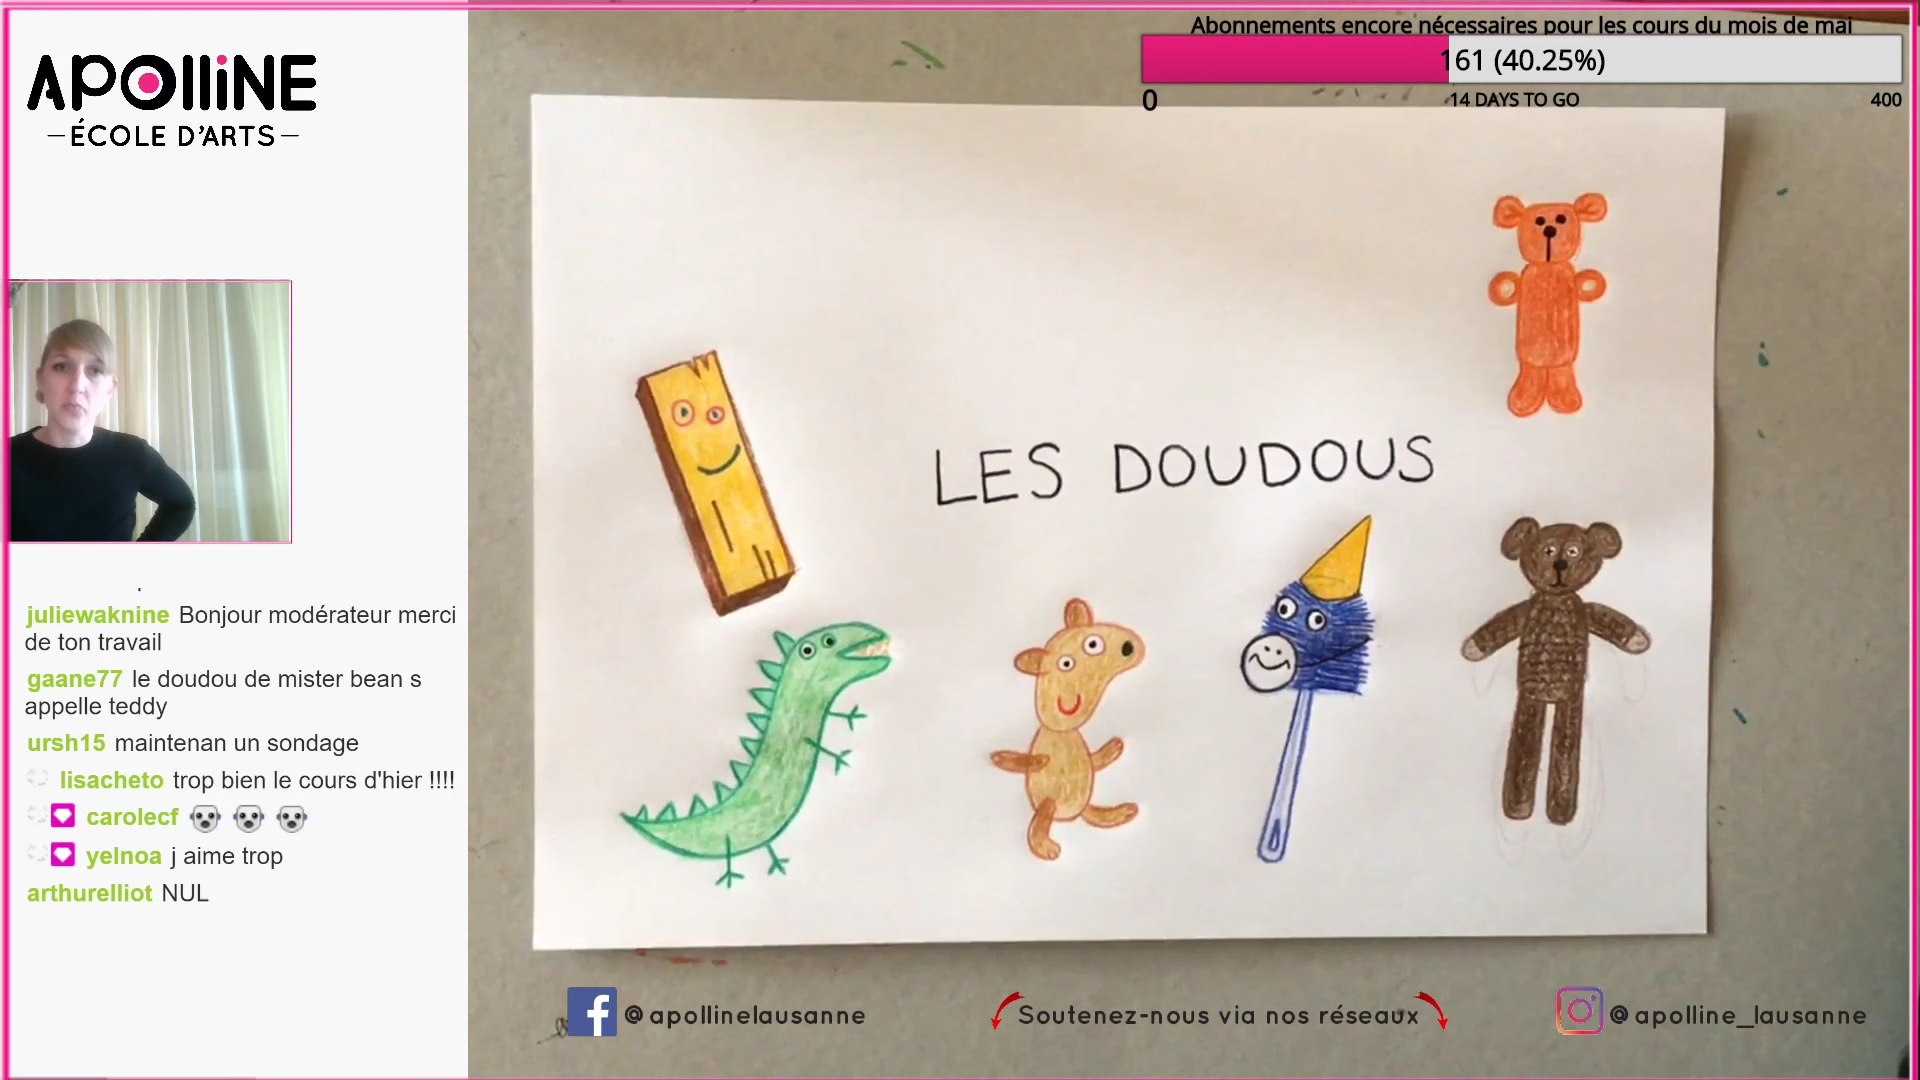 APOLLINE
ÉCOLE D'ARTS
Abonnements encore nécessaires pour les cours du mois de mai
161 (40.25%)
0
14 DAYS TO GO
400
LES DOUDOUS
juliewaknine Bonjour modérateur merci
de ton travail
gaane77 le doudou de mister bean s
appelle teddy
ursh15 maintenan un sondage
lisacheto trop bien le cours d'hier !!!!
carolecf
yelnoa j aime trop
arthurelliot NUL
@apollinelausanne
Soutenez-nous via nos réseaux
@apolline_lausanne